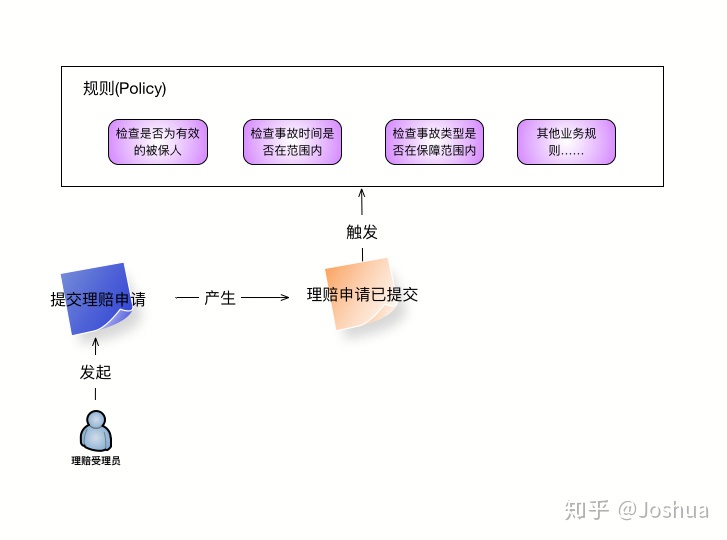 规则(Policy)
检查是否为有效
的被保人
检查事故时间是
否在范围内
检查事故类型是
否在保障范围内
其他业务规
则……
触发
提交理赔申请
产生
理赔申请已提交
发起
理赔受理员
知乎 @Joshua